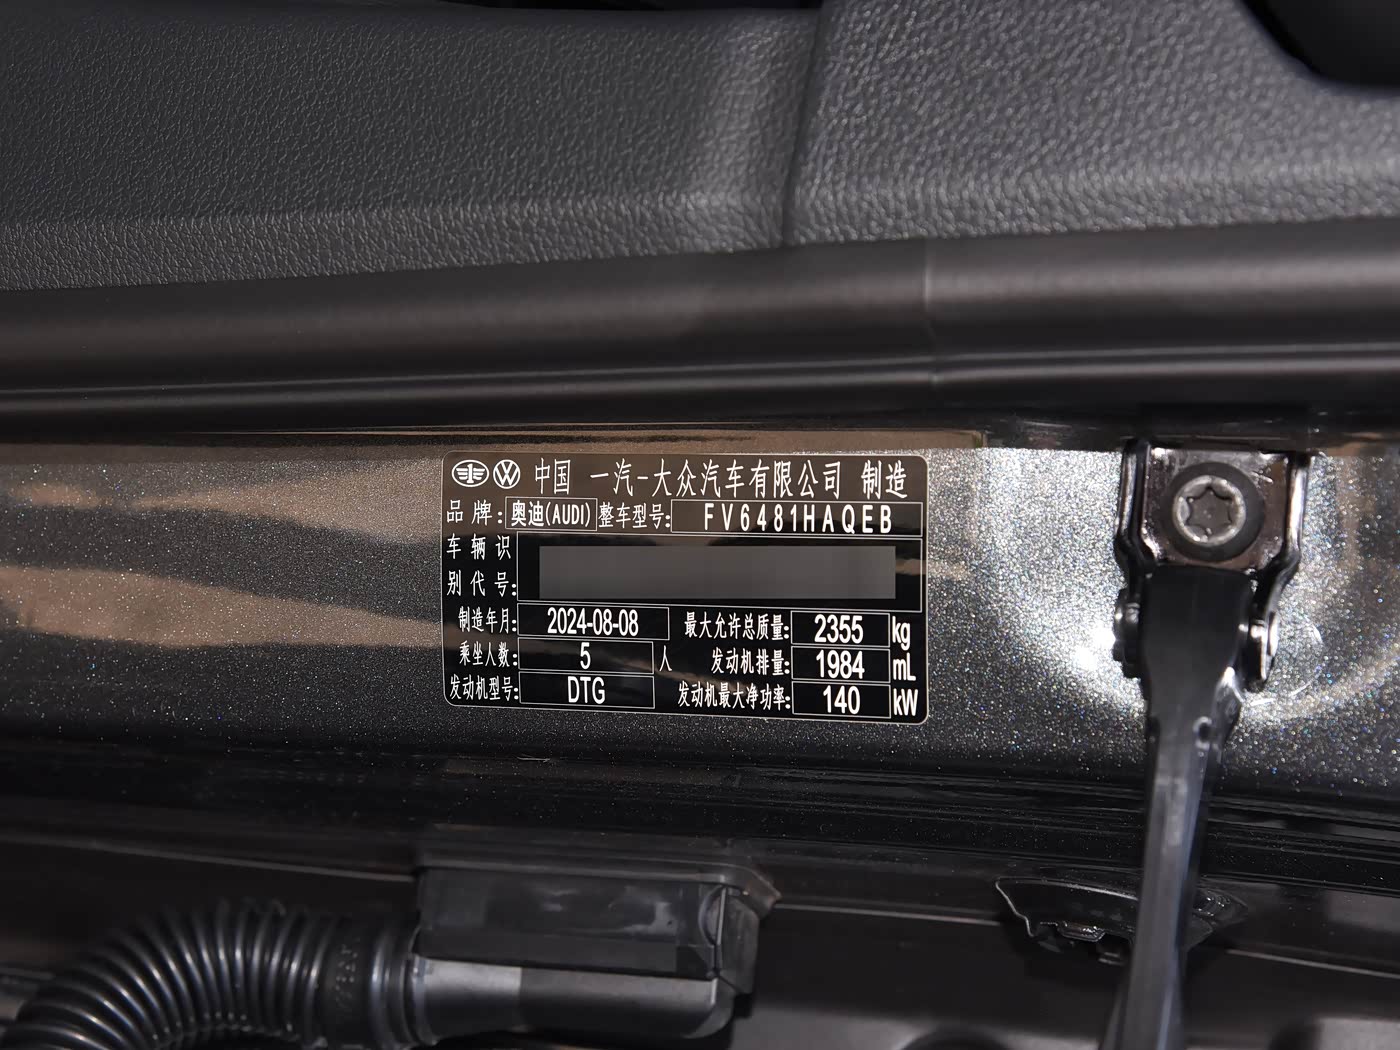 中国 一汽-大众汽车有限公司 制造
品牌: 奥迪(AUDI) 整车型号: FV6481HAQEB
车辆识
别代号:
制造年月: 2024-08-08 最大允许总质量: 2355 kg
乘坐人数: 5 人 发动机排量: 1984 mL
发动机型号: DTG 发动机最大净功率: 140 kW